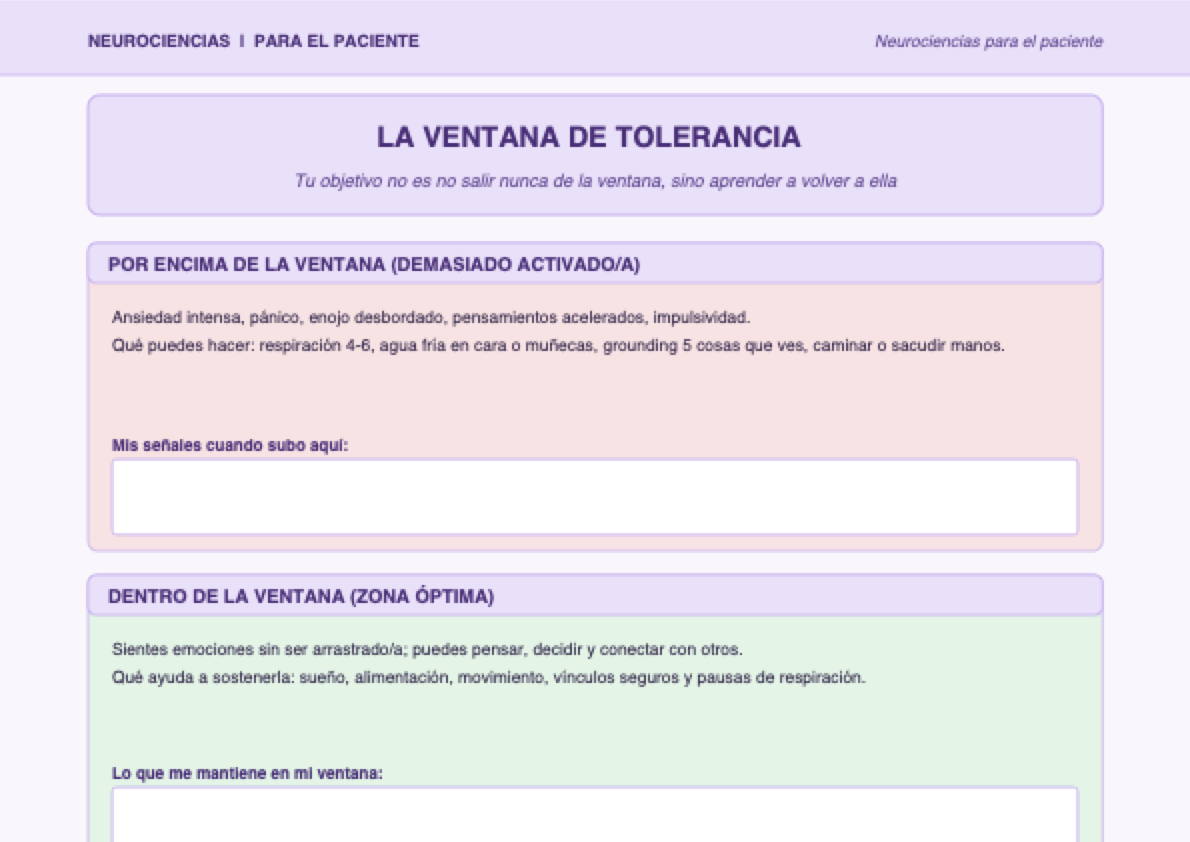 NEUROCIENCIAS | PARA EL PACIENTE
Neurociencias para el paciente
LA VENTANA DE TOLERANCIA
Tu objetivo no es no salir nunca de la ventana, sino aprender a volver a ella
POR ENCIMA DE LA VENTANA (DEMASIADO ACTIVADO/A)
Ansiedad intensa, pánico, enojo desbordado, pensamientos acelerados, impulsividad.
Qué puedes hacer: respiración 4-6, agua fría en cara o muñecas, grounding 5 cosas que ves, caminar o sacudir manos.
Mis señales cuando subo aquí:
DENTRO DE LA VENTANA (ZONA ÓPTIMA)
Sientes emociones sin ser arrastrado/a; puedes pensar, decidir y conectar con otros.
Qué ayuda a sostenerla: sueño, alimentación, movimiento, vínculos seguros y pausas de respiración.
Lo que me mantiene en mi ventana: